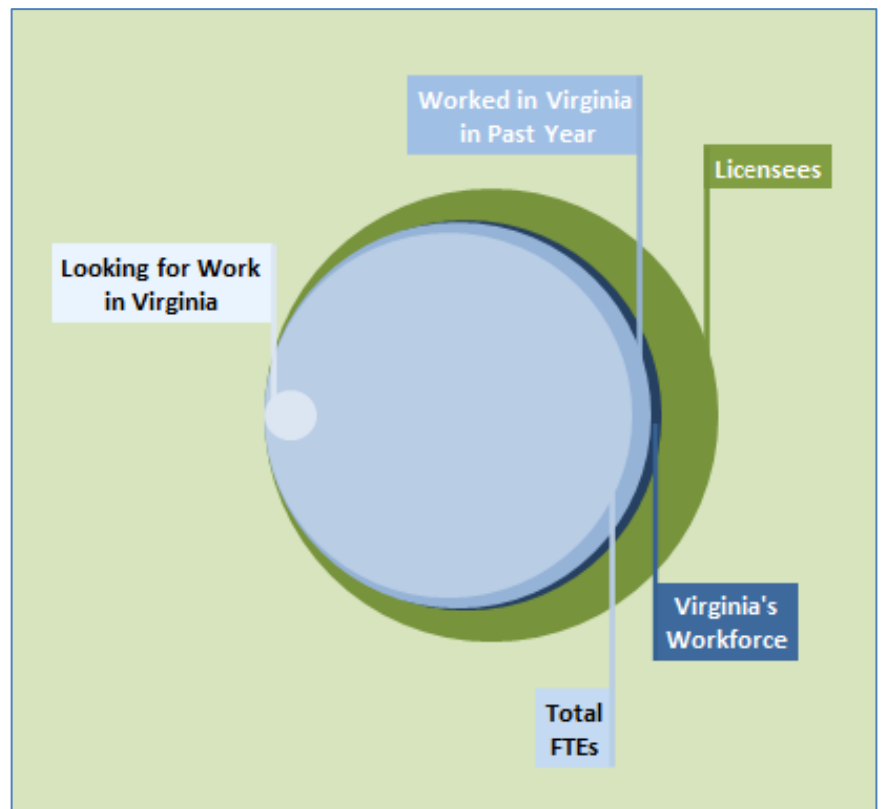 Worked in Virginia
in Past Year
Licensees
Looking for Work
in Virginia
Virginia's
Workforce
Total
FTEs